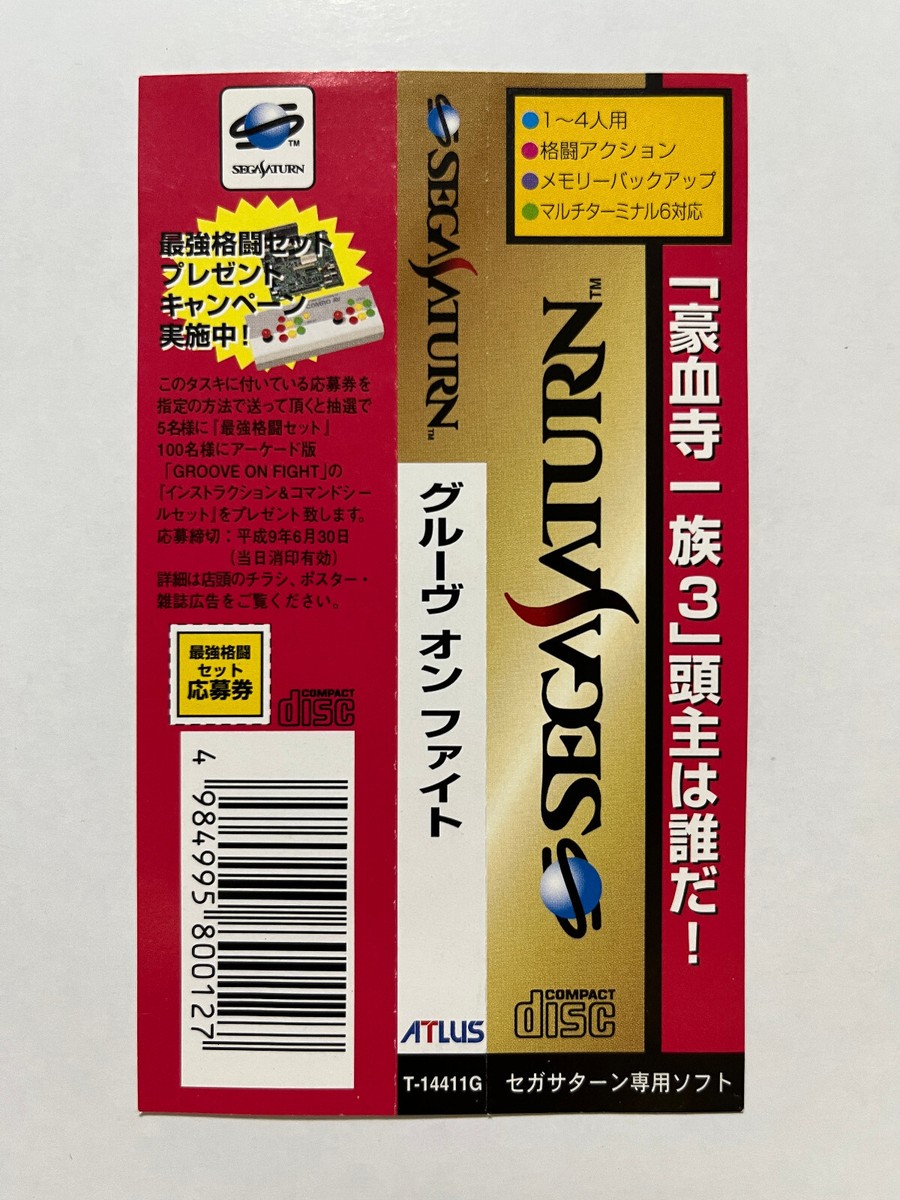 SEGASATURN
TM
最強格闘セット
プレゼント
キャンペーン
実施中!
このタスキに付いている応募券を
指定の方法で送って頂くと抽選で
5名様に『最強格闘セット』
100名様にアーケード版
「GROOVE ON FIGHT」の
『インストラクション&コマンドシー
ルセット』をプレゼント致します。
応募締切:平成9年6月30日
(当日消印有効)
詳細は店頭のチラシ、ポスター・
雑誌広告をご覧ください。
最強格闘
セット
応募券
COMPACT
disc
4 984995 800127
SEGASATURN
TM
グルーヴ オン ファイト
ATLUS
T-14411G
●1〜4人用
●格闘アクション
●メモリーバックアップ
●マルチターミナル6対応
SEGASATURN
TM
COMPACT
disc
セガサターン専用ソフト
「豪血寺一族3」頭主は誰だ!